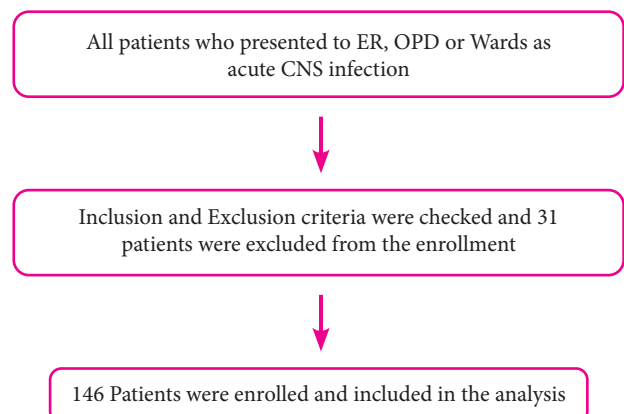 All patients who presented to ER, OPD or Wards as
acute CNS infection
Inclusion and Exclusion criteria were checked and 31
patients were excluded from the enrollment
146 Patients were enrolled and included in the analysis